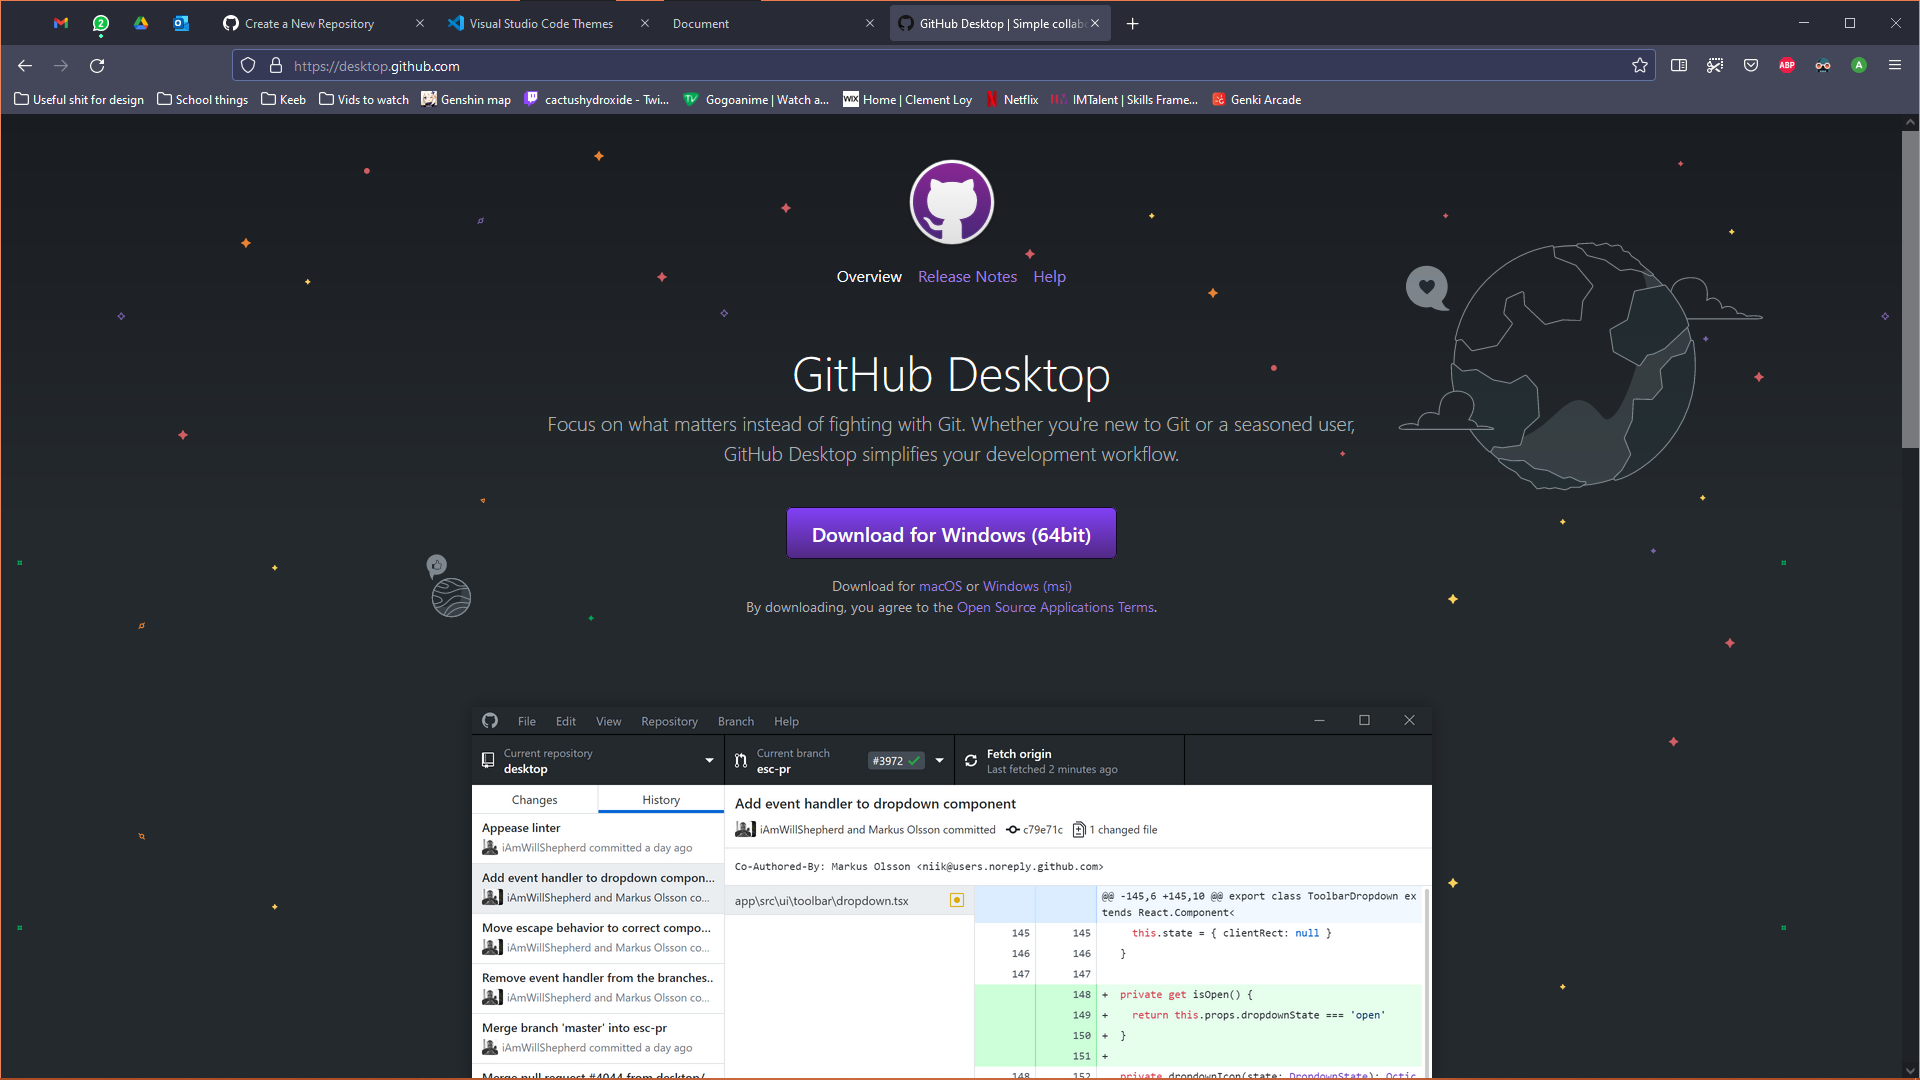 2
Create a New Repository
Visual Studio Code Themes
Document
GitHub Desktop | Simple collab
https://desktop.github.com
ABP
A
Useful shit for design
School things
Keeb
Vids to watch
Genshin map
cactushydroxide - Twi...
Gogoanime | Watch a...
WIX
Home | Clement Loy
Netflix
IMTalent | Skills Frame...
Genki Arcade
Overview
Release Notes
Help
GitHub Desktop
Focus on what matters instead of fighting with Git. Whether you're new to Git or a seasoned user,
GitHub Desktop simplifies your development workflow.
Download for Windows (64bit)
Download for macOS or Windows (msi)
By downloading, you agree to the Open Source Applications Terms.
File
Edit
View
Repository
Branch
Help
Current repository
desktop
Current branch
esc-pr
#3972
Fetch origin
Last fetched 2 minutes ago
Changes
History
Appease linter
iAmWillShepherd committed a day ago
Add event handler to dropdown compon...
iAmWillShepherd and Markus Olsson co...
Move escape behavior to correct compo...
iAmWillShepherd and Markus Olsson co...
Remove event handler from the branches..
iAmWillShepherd and Markus Olsson co...
Merge branch 'master' into esc-pr
iAmWillShepherd committed a day ago
Merge pull request #4044 from desktop/
Add event handler to dropdown component
iAmWillShepherd and Markus Olsson committed
c79e71c
1 changed file
Co-Authored-By: Markus Olsson <niik@users.noreply.github.com>
app\src\ui\toolbar\dropdown.tsx
@@ -145,6 +145,10 @@ export class ToolbarDropdown ex
tends React.Component<
145 145 this.state = { clientRect: null }
146 146 }
147 147
148 + private get isOpen() {
149 + return this.props.dropdownState === 'open'
150 + }
151 +
148 152 private dropdownIcon(state: DropdownState): Octic